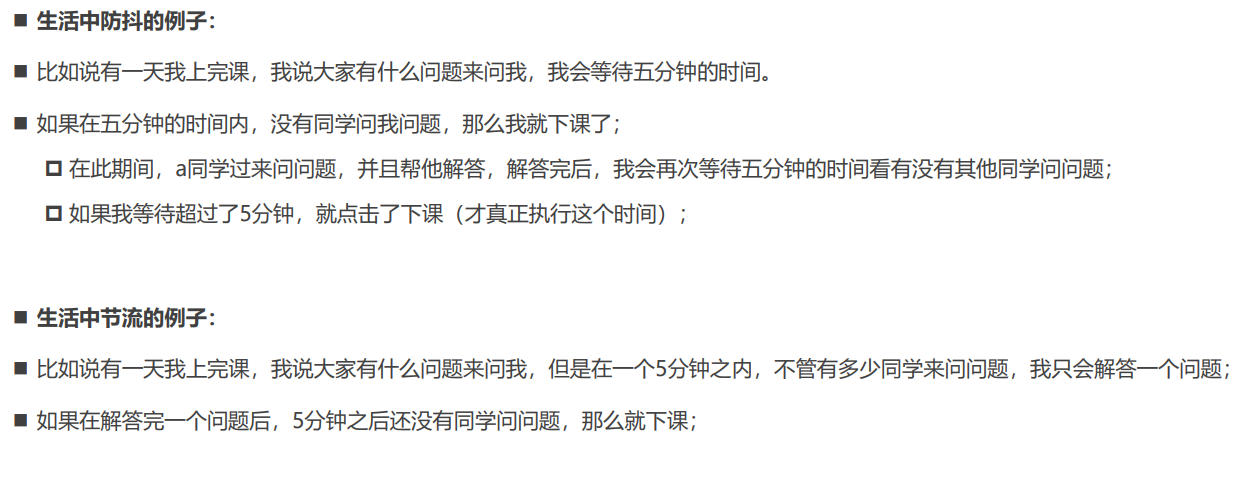 ■ 生活中防抖的例子：
■ 比如说有一天我上完课，我说大家有什么问题来问我，我会等待五分钟的时间。
■ 如果在五分钟的时间内，没有同学问我问题，那么我就下课了；
在此期间，a同学过来问问题，并且帮他解答，解答完后，我会再次等待五分钟的时间看有没有其他同学问问题；
如果我等待超过了5分钟，就点击了下课（才真正执行这个时间）；
■ 生活中节流的例子：
■ 比如说有一天我上完课，我说大家有什么问题来问我，但是在一个5分钟之内，不管有多少同学来问问题，我只会解答一个问题；
■ 如果在解答完一个问题后，5分钟之后还没有同学问问题，那么就下课；